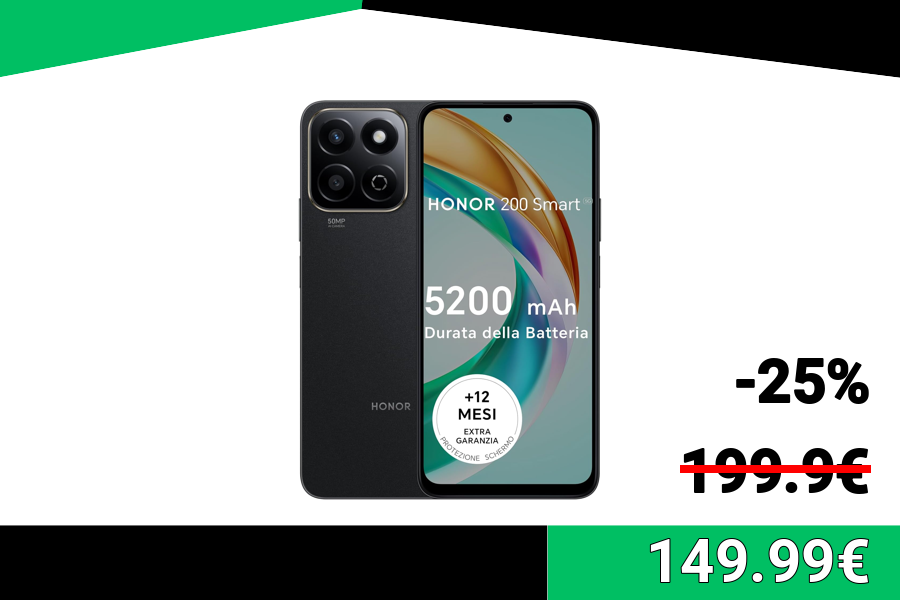 50MP
HONOR
HONOR 200 Smart
5200 mAh
Durata della Batteria
+12
MESI
EXTRA
GARANZIA
PROTEZIONE SCHERMO
-25%
199.9€
149.99€